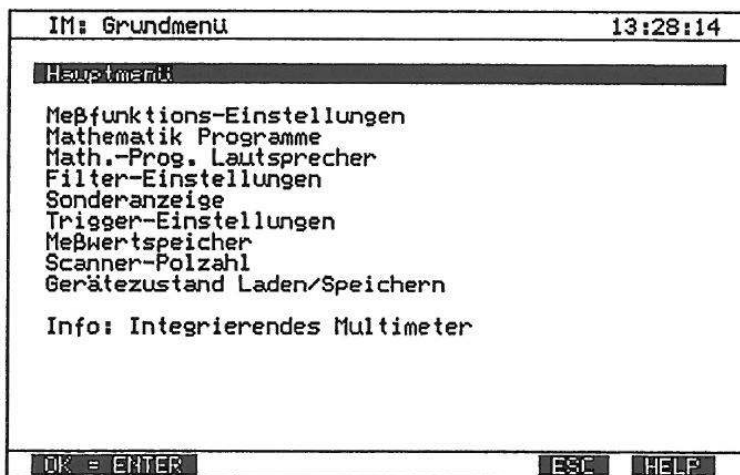 IM: Grundmenü 13:28:14
Hauptmenü
Meßfunktions-Einstellungen
Mathematik Programme
Math.-Prog. Lautsprecher
Filter-Einstellungen
Sonderanzeige
Trigger-Einstellungen
Meßwertspeicher
Scanner-Polzahl
Gerätezustand Laden/Speichern
Info: Integrierendes Multimeter
OK = ENTER ESC HELP